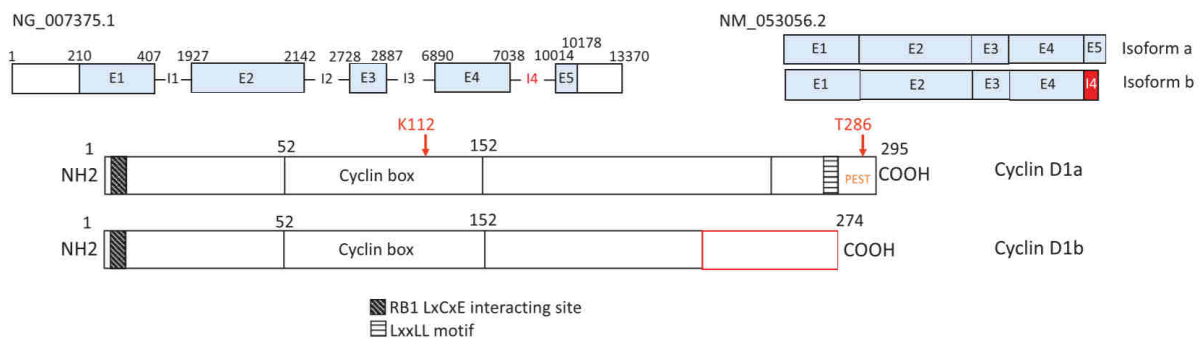 NG_007375.1
NM_053056.2
1 210 407 1927 2142 2728 2887 6890 7038 10014 10178 13370
E1 I1 E2 I2 E3 I3 E4 I4 E5
E1 E2 E3 E4 E5 Isoform a
E1 E2 E3 E4 I4 Isoform b
K112 T286
1 52 152 295
NH2 Cyclin box PEST COOH Cyclin D1a
1 52 152 274
NH2 Cyclin box COOH Cyclin D1b
RB1 LxCxE interacting site
LxxLL motif